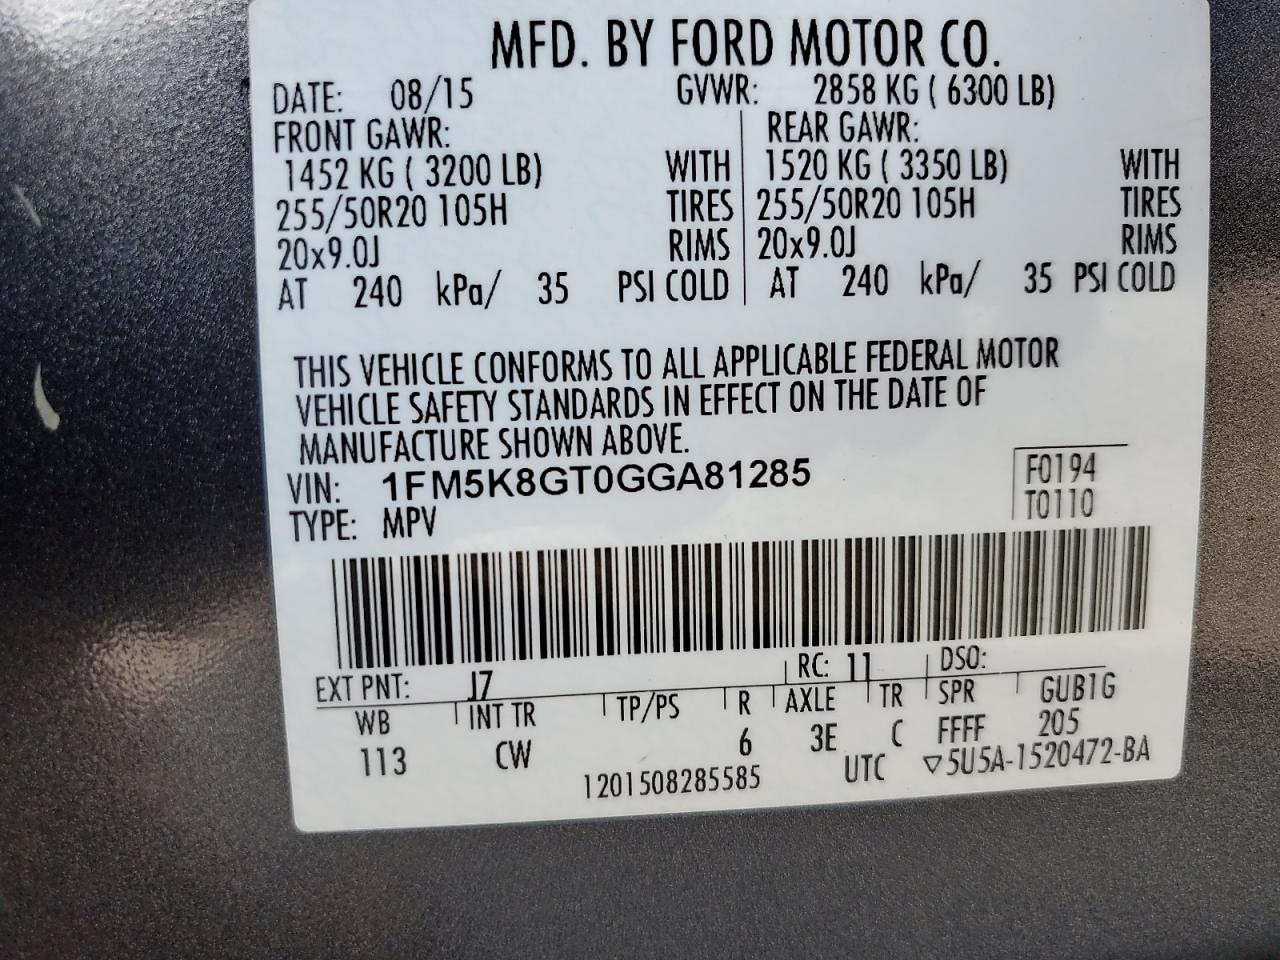 MFD. BY FORD MOTOR CO.
DATE: 08/15 GVWR: 2858 KG ( 6300 LB)
FRONT GAWR: REAR GAWR:
1452 KG ( 3200 LB) WITH 1520 KG ( 3350 LB) WITH
255/50R20 105H TIRES 255/50R20 105H TIRES
20x9.0J RIMS 20x9.0J RIMS
AT 240 kPa/ 35 PSI COLD AT 240 kPa/ 35 PSI COLD
THIS VEHICLE CONFORMS TO ALL APPLICABLE FEDERAL MOTOR
VEHICLE SAFETY STANDARDS IN EFFECT ON THE DATE OF
MANUFACTURE SHOWN ABOVE.
VIN: 1FM5K8GT0GGA81285 F0194
TYPE: MPV T0110
EXT PNT: J7 RC: 11 DSO:
WB INT TR TP/PS R AXLE TR SPR GUB1G
113 CW 6 3E C FFFF 205
1201508285585 UTC ▽5U5A-1520472-BA